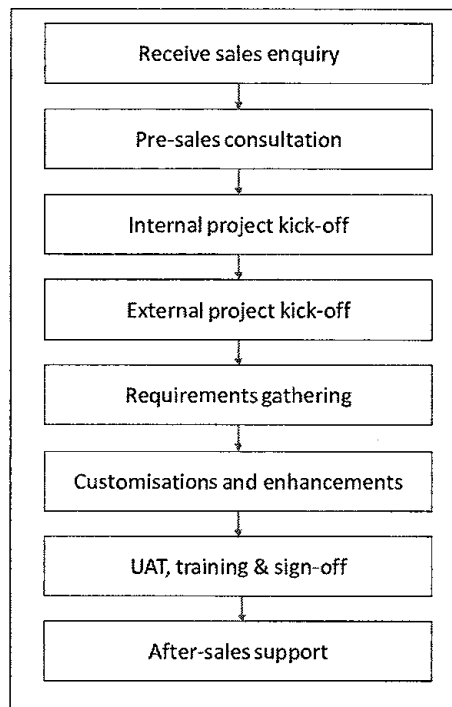 Receive sales enquiry
Pre-sales consultation
Internal project kick-off
External project kick-off
Requirements gathering
Customisations and enhancements
UAT, training & sign-off
After-sales support